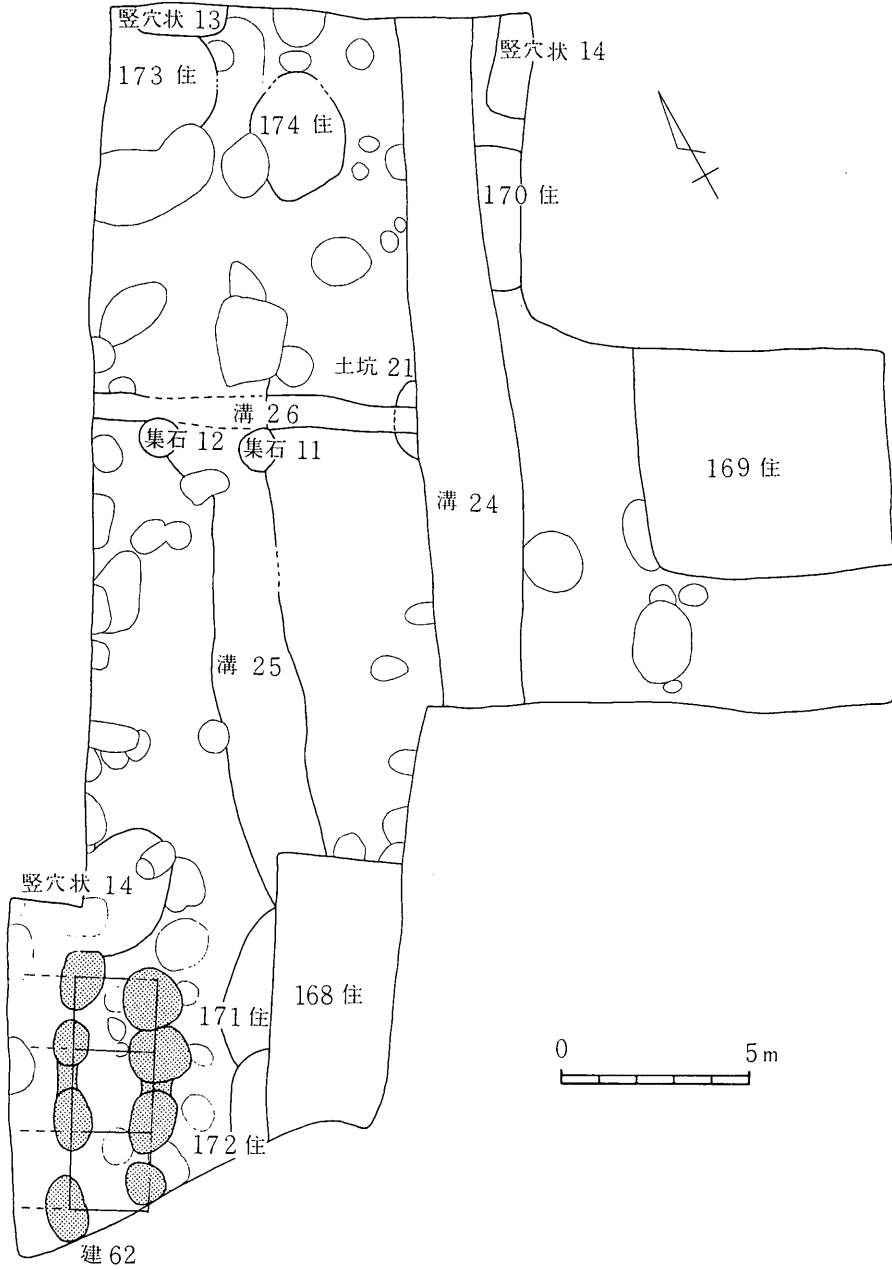 竪穴状 13
竪穴状 14
173 住
174 住
170 住
土坑 21
溝 26
集石 12
集石 11
169 住
溝 24
溝 25
竪穴状 14
168 住
171 住
0 5m
172 住
建 62